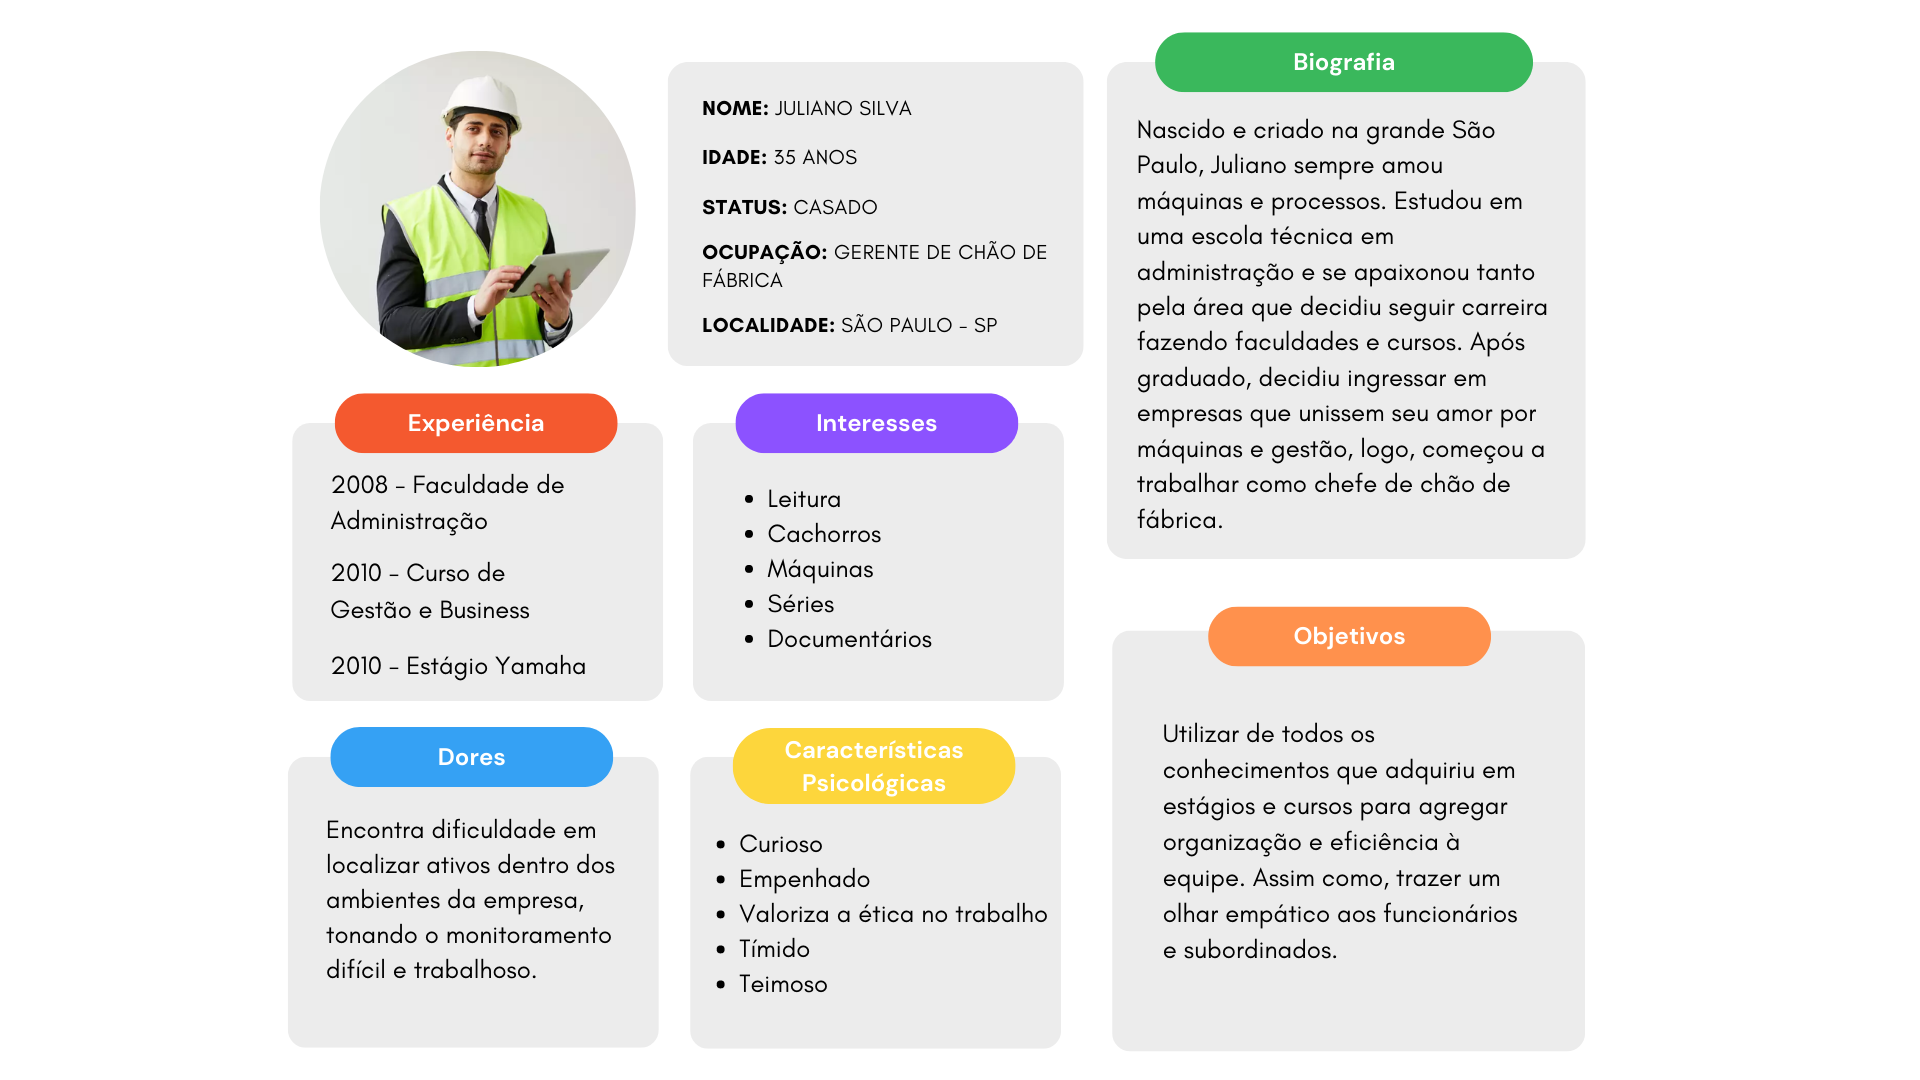 NOME: JULIANO SILVA
IDADE: 35 ANOS
STATUS: CASADO
OCUPAÇÃO: GERENTE DE CHÃO DE
FÁBRICA
LOCALIDADE: SÃO PAULO - SP
Biografia
Nascido e criado na grande São
Paulo, Juliano sempre amou
máquinas e processos. Estudou em
uma escola técnica em
administração e se apaixonou tanto
pela área que decidiu seguir carreira
fazendo faculdades e cursos. Após
graduado, decidiu ingressar em
empresas que unissem seu amor por
máquinas e gestão, logo, começou a
trabalhar como chefe de chão de
fábrica.
Experiência
2008 - Faculdade de
Administração
2010 - Curso de
Gestão e Business
2010 - Estágio Yamaha
Interesses
• Leitura
• Cachorros
• Máquinas
• Séries
• Documentários
Dores
Encontra dificuldade em
localizar ativos dentro dos
ambientes da empresa,
tonando o monitoramento
difícil e trabalhoso.
Características
Psicológicas
• Curioso
• Empenhado
• Valoriza a ética no trabalho
• Tímido
• Teimoso
Objetivos
Utilizar de todos os
conhecimentos que adquiriu em
estágios e cursos para agregar
organização e eficiência à
equipe. Assim como, trazer um
olhar empático aos funcionários
e subordinados.